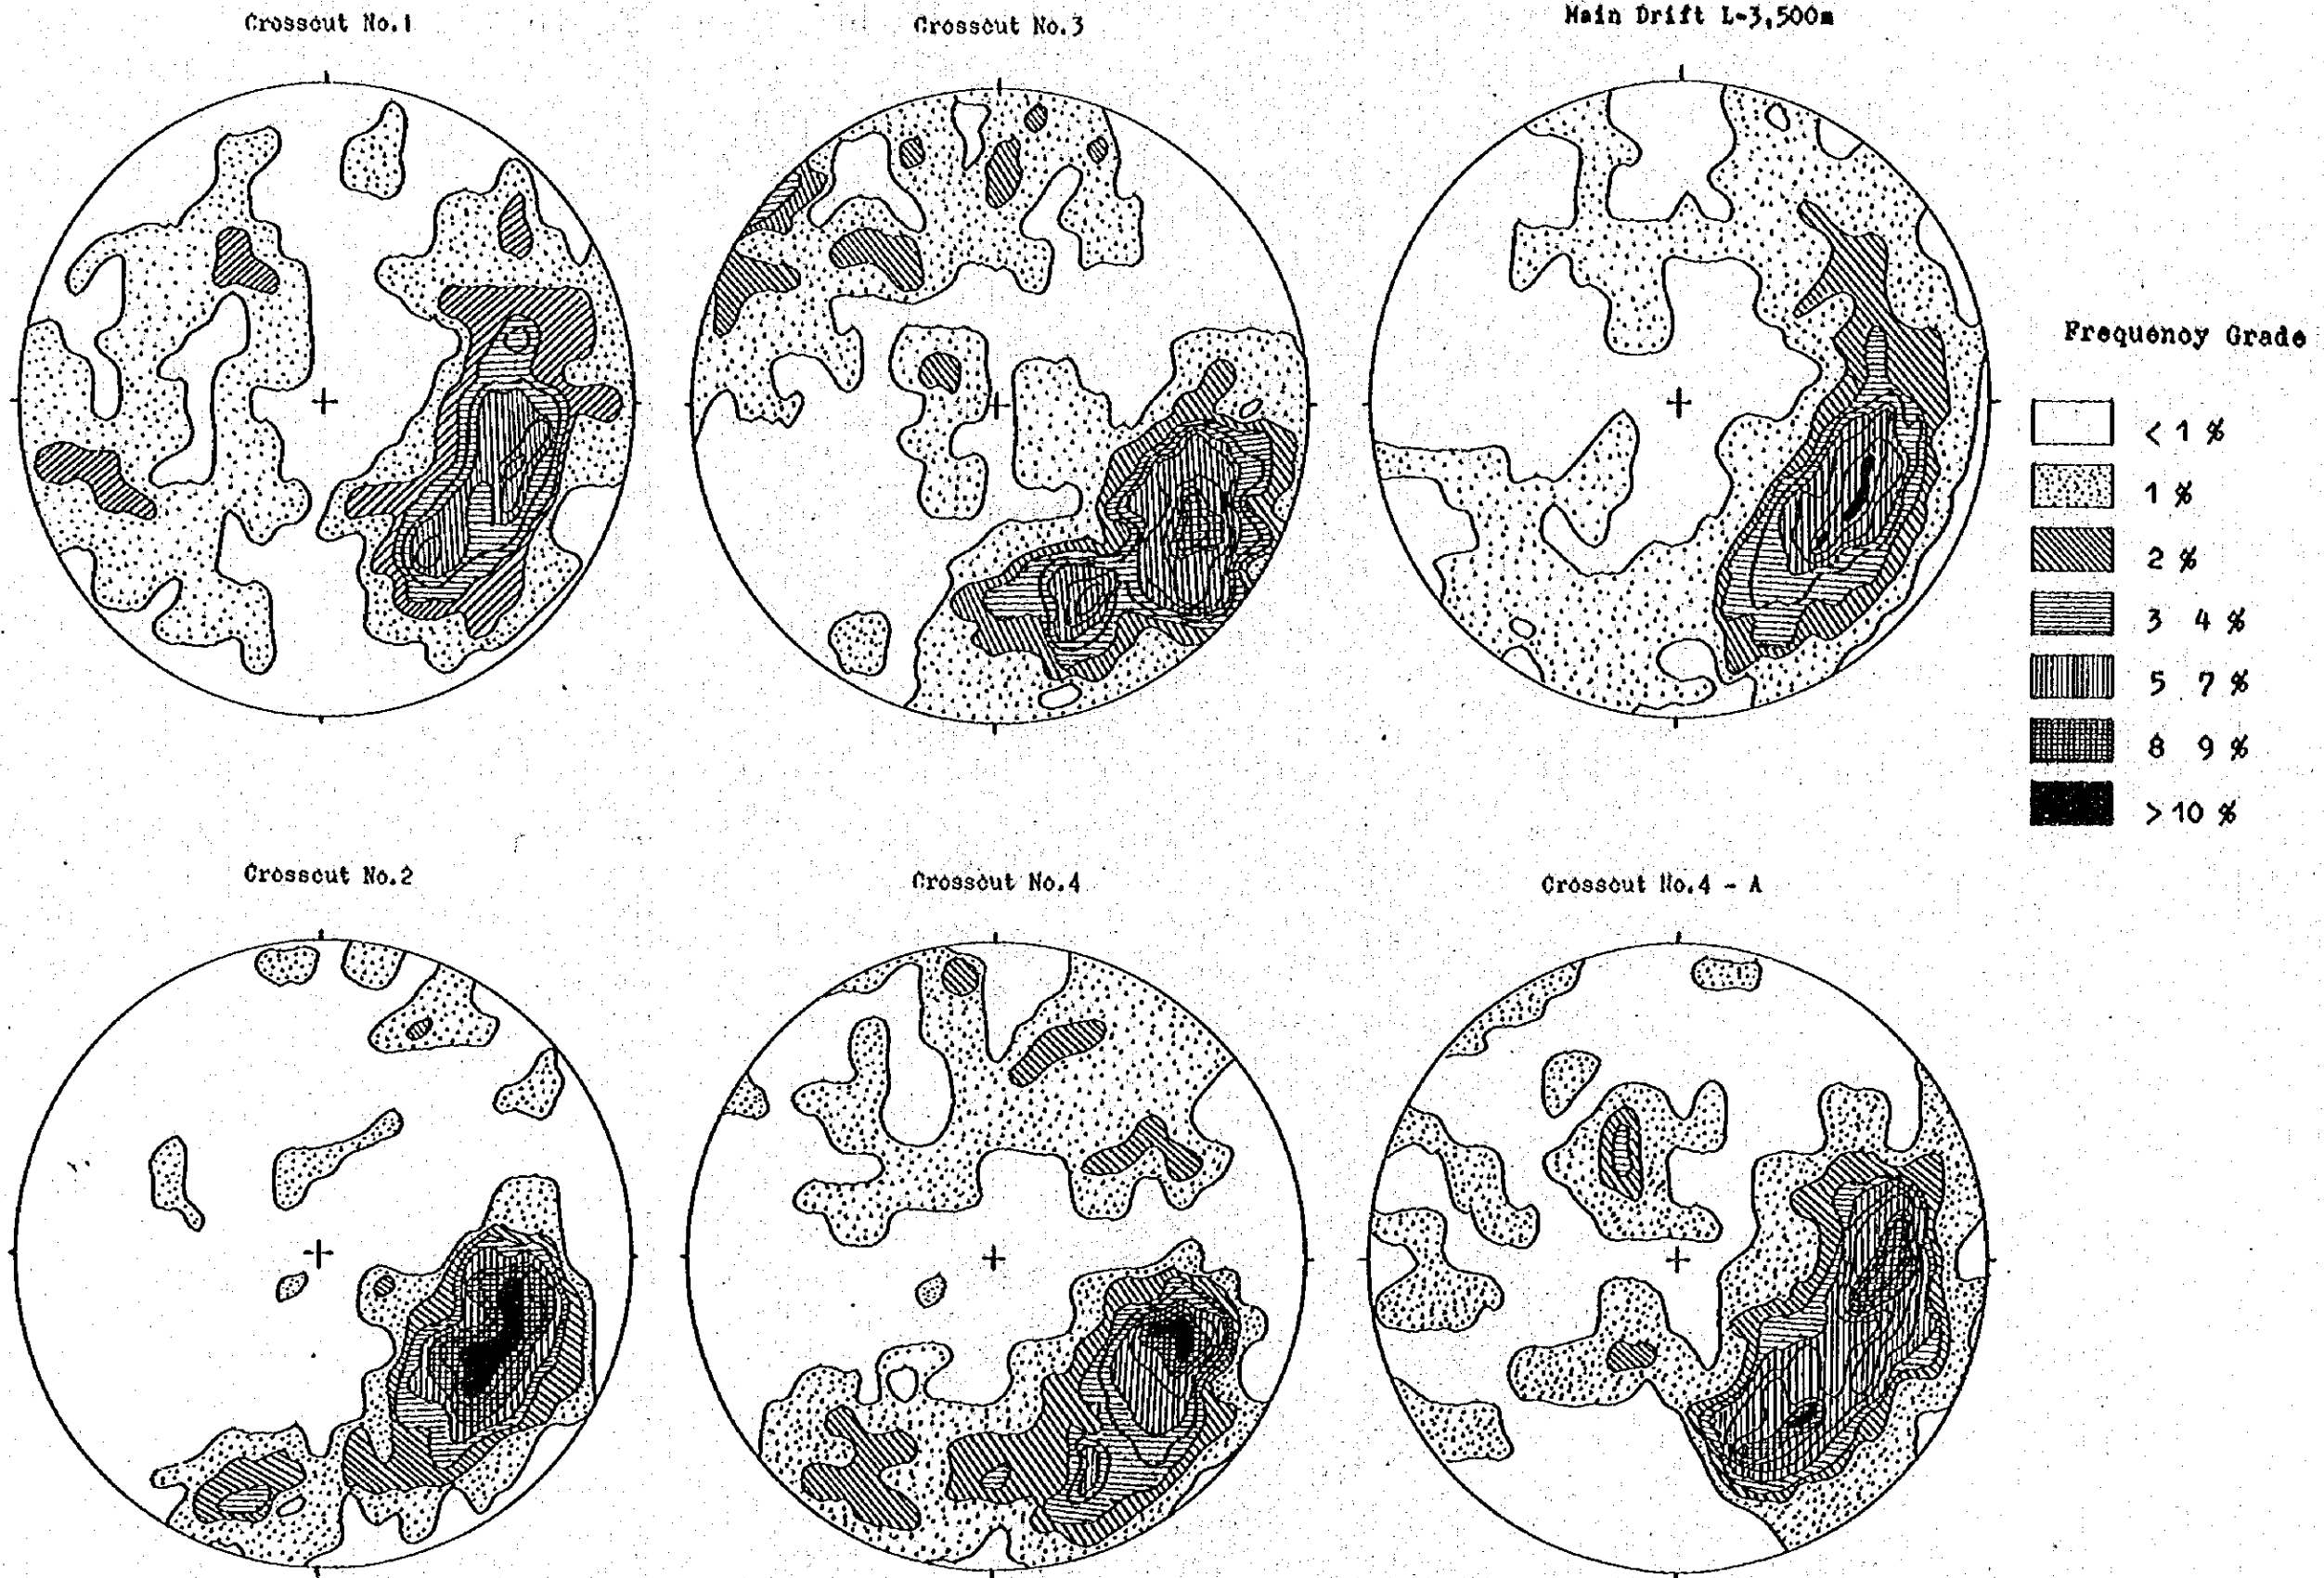 Crosscut No.1
Crosscut No.3
Main Drift L-3,500m
Frequency Grade
< 1 %
1 %
2 %
3 4 %
5 7 %
8 9 %
> 10 %
Crosscut No.2
Crosscut No.4
Crosscut No.4 - A